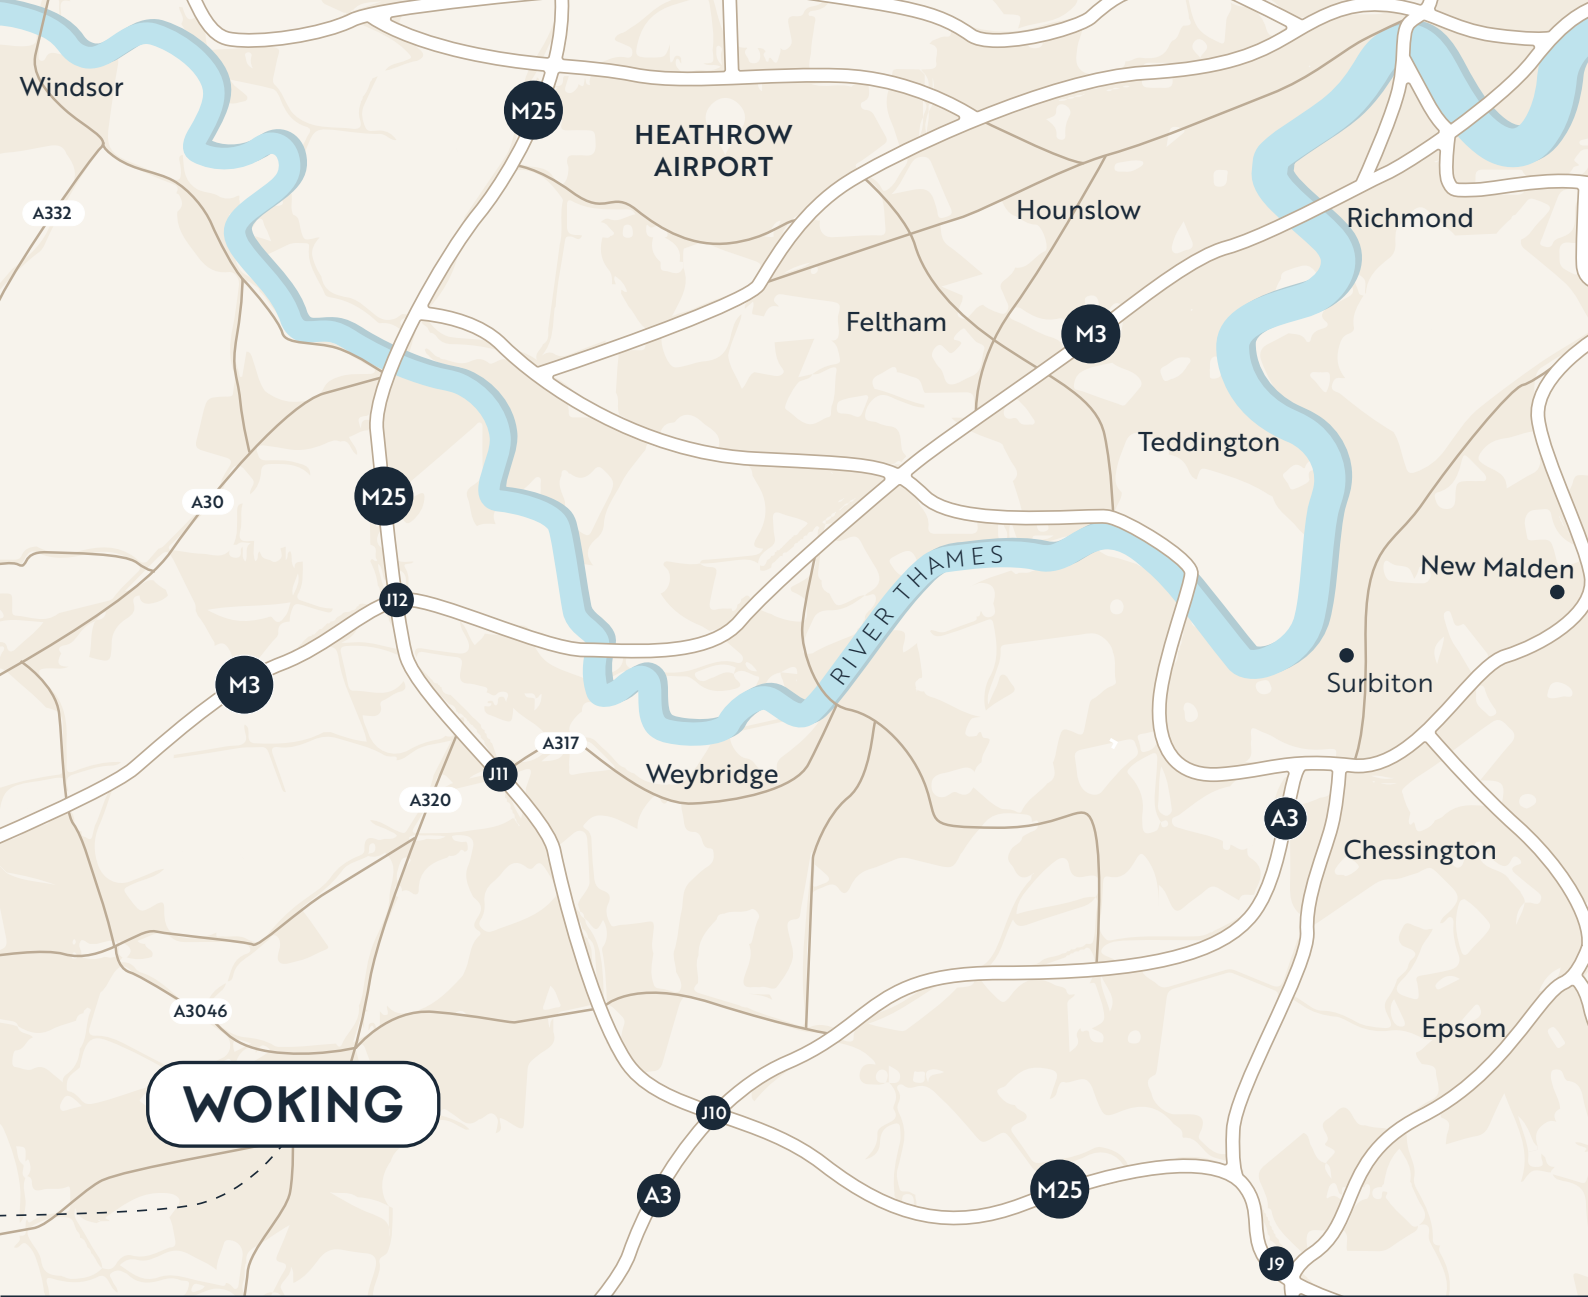 Windsor
M25
HEATHROW
AIRPORT
A332
Hounslow
Richmond
Feltham
M3
Teddington
M25
A30
RIVER THAMES
New Malden
J12
Surbiton
M3
A317
J11
Weybridge
A320
A3
Chessington
A3046
Epsom
WOKING
J10
M25
A3
J9